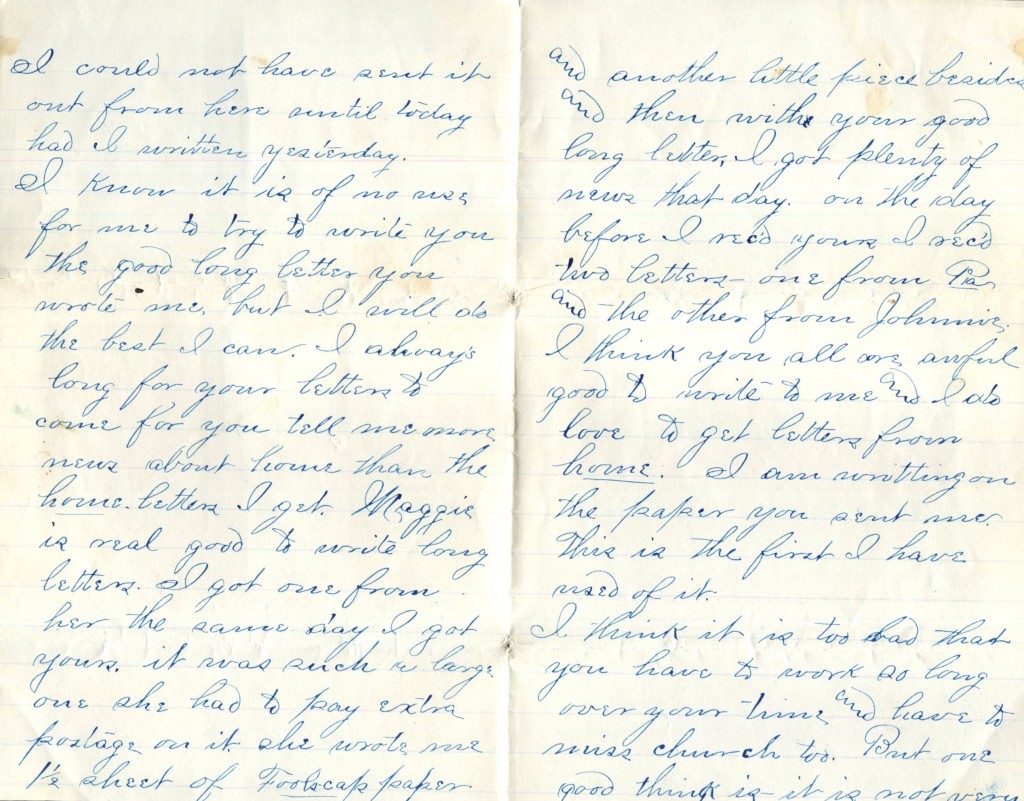 I could not have sent it
out from here until today
had I written yesterday.
I know it is of no use
for me to try to write you
the good long letter you
wrote me, but I will do
the best I can. I always
long for your letters to
come for you tell me more
news about home than the
home letters I get. Maggie
is real good to write long
letters. I got one from
her the same day I got
yours. it was such a large
one she had to pay extra
postage on it. she wrote me
1½ sheet of Foolscap paper
and another little piece besides
and then with your good
long letter, I got plenty of
news that day. on the day
before I rec'd yours I rec'd
two letters - one from Pa
and the other from Johnnie.
I think you all are awful
good to write to me and I do
love to get letters from
home. I am writting on
the paper you sent me.
This is the first I have
used of it.
I think it is too bad that
you have to work so long
over your time and have to
miss church too. But one
good think is - it is not very